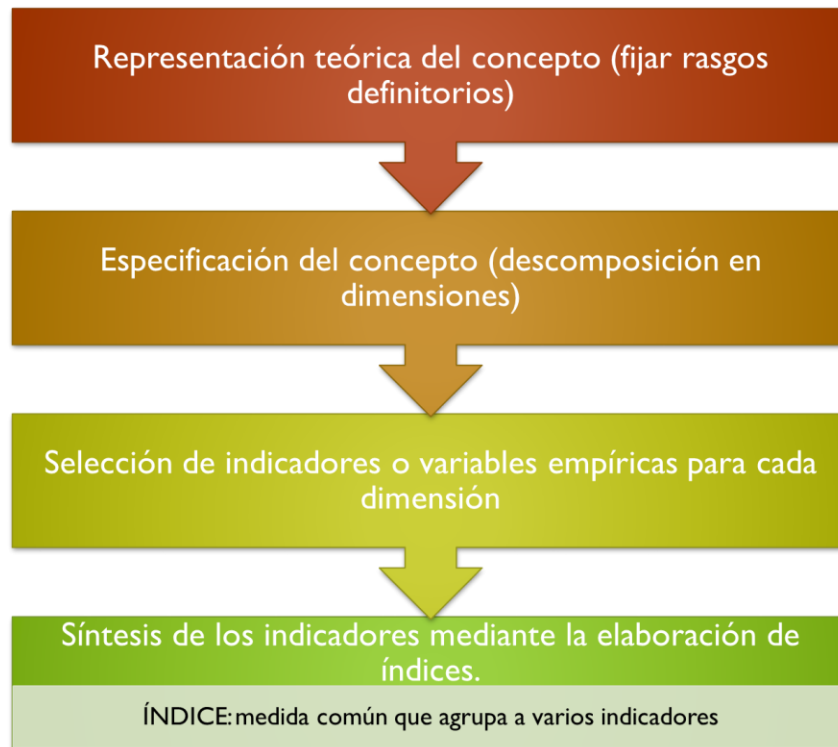 Representación teórica del concepto (fijar rasgos
definitorios)
Especificación del concepto (descomposición en
dimensiones)
Selección de indicadores o variables empíricas para cada
dimensión
Síntesis de los indicadores mediante la elaboración de
índices.
ÍNDICE: medida común que agrupa a varios indicadores